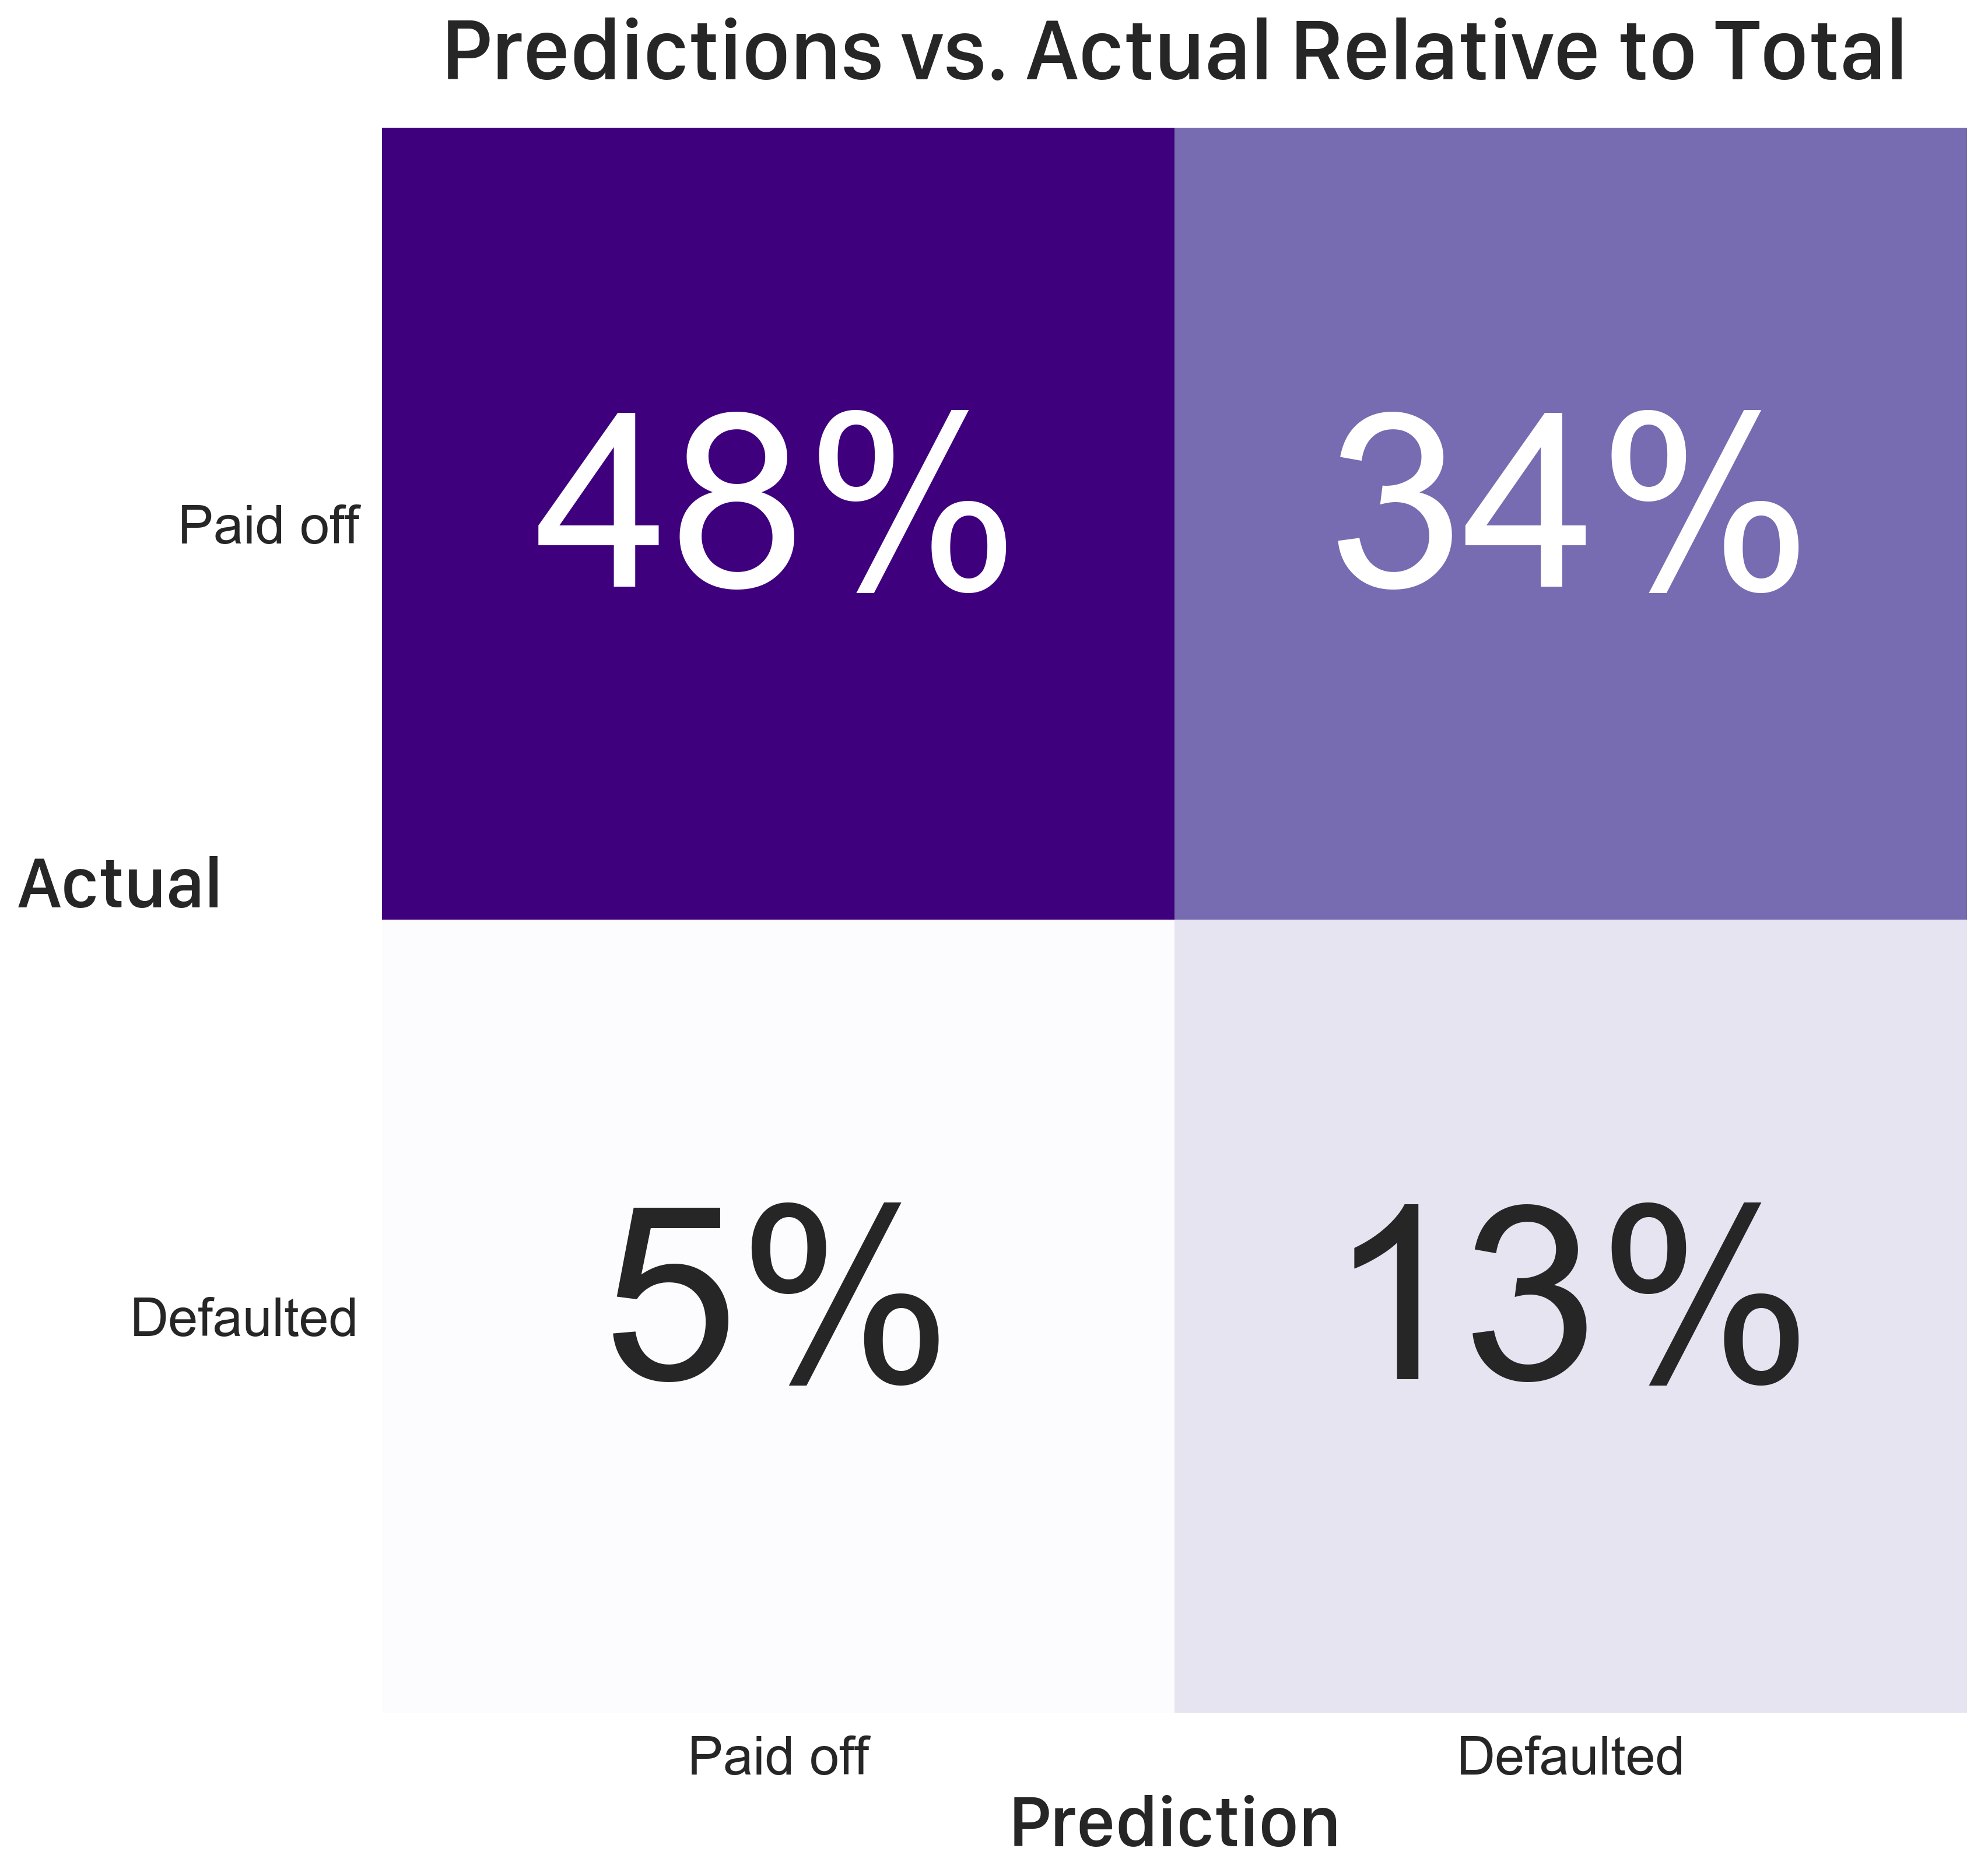 Predictions vs. Actual Relative to Total
48% 34%
Paid off
Actual
5% 13%
Defaulted
Paid off Defaulted
Prediction